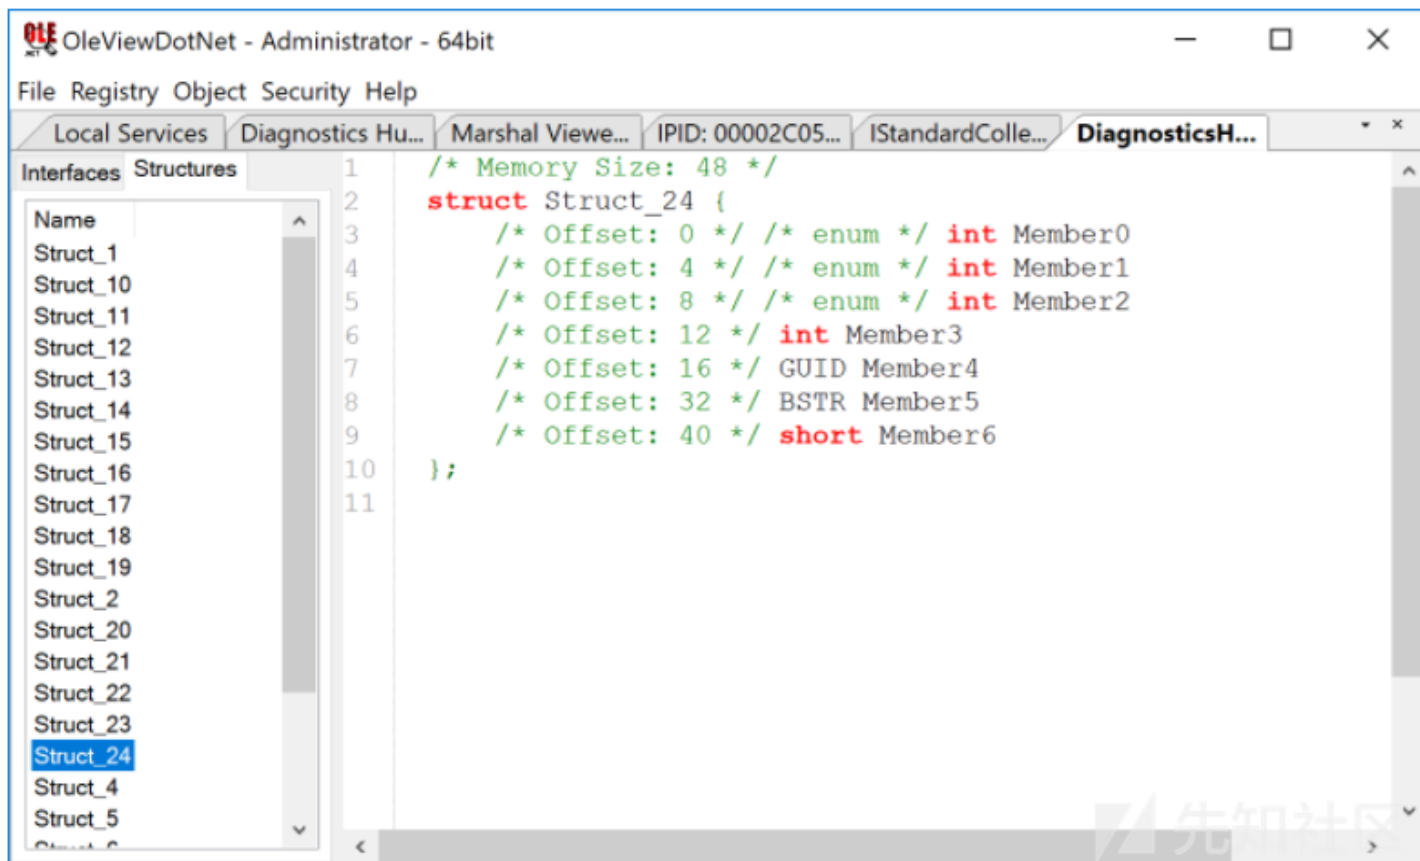 OleViewDotNet - Administrator - 64bit
File Registry Object Security Help
Local Services Diagnostics Hu... Marshal Viewe... IPID: 00002C05... IStandardColle... DiagnosticsH...
Interfaces Structures
Name
Struct_1
Struct_10
Struct_11
Struct_12
Struct_13
Struct_14
Struct_15
Struct_16
Struct_17
Struct_18
Struct_19
Struct_2
Struct_20
Struct_21
Struct_22
Struct_23
Struct_24
Struct_4
Struct_5
1 /* Memory Size: 48 */
2 struct Struct_24 {
3 /* Offset: 0 */ /* enum */ int Member0
4 /* Offset: 4 */ /* enum */ int Member1
5 /* Offset: 8 */ /* enum */ int Member2
6 /* Offset: 12 */ int Member3
7 /* Offset: 16 */ GUID Member4
8 /* Offset: 32 */ BSTR Member5
9 /* Offset: 40 */ short Member6
10 };
11
先知社区